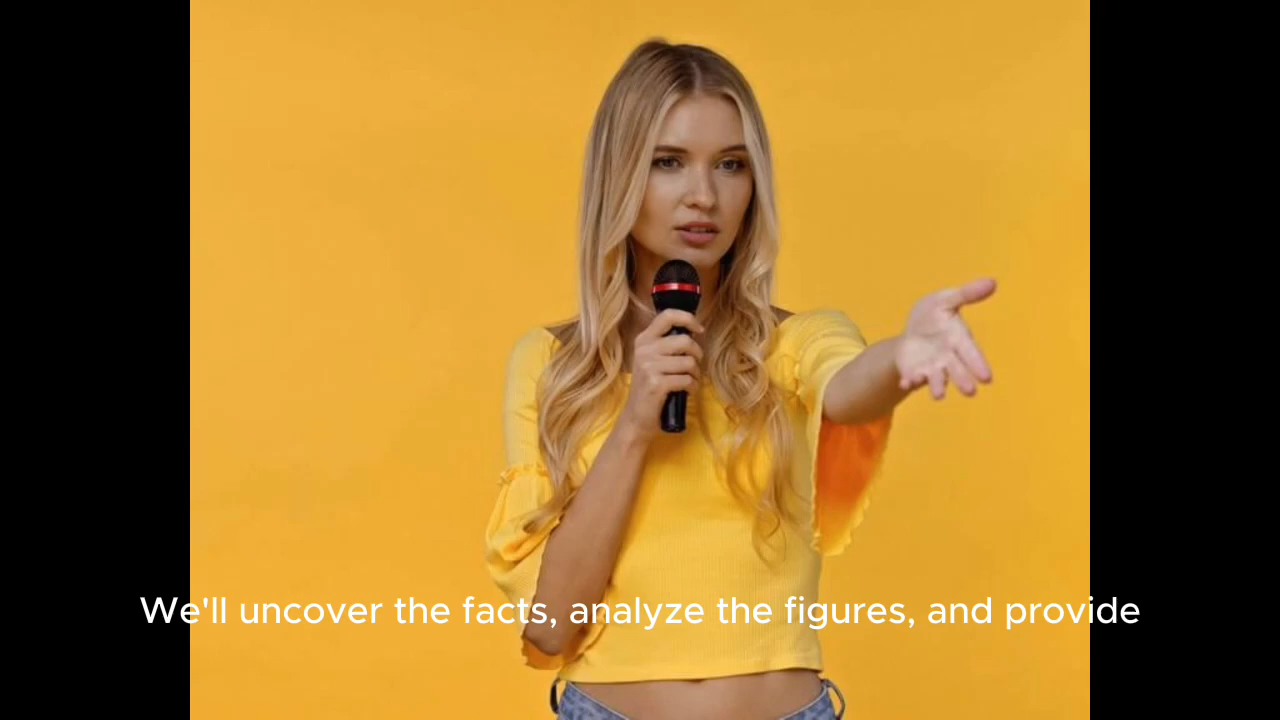 We'll uncover the facts, analyze the figures, and provide